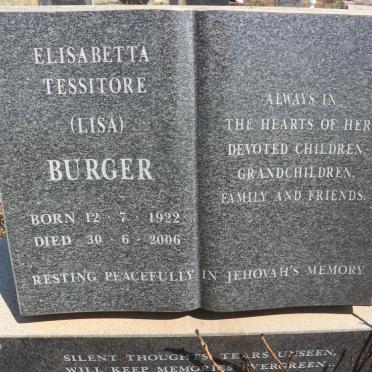 ELISABETTA
TESSITORE
(LISA)
BURGER
BORN 12 · 7 · 1922
DIED 30 · 6 · 2006
ALWAYS IN
THE HEARTS OF HER
DEVOTED CHILDREN,
GRANDCHILDREN,
FAMILY AND FRIENDS.
RESTING PEACEFULLY IN JEHOVAH'S MEMORY
SILENT THOUGHTS, TEARS UNSEEN,
WILL KEEP MEMORIES EVERGREEN...